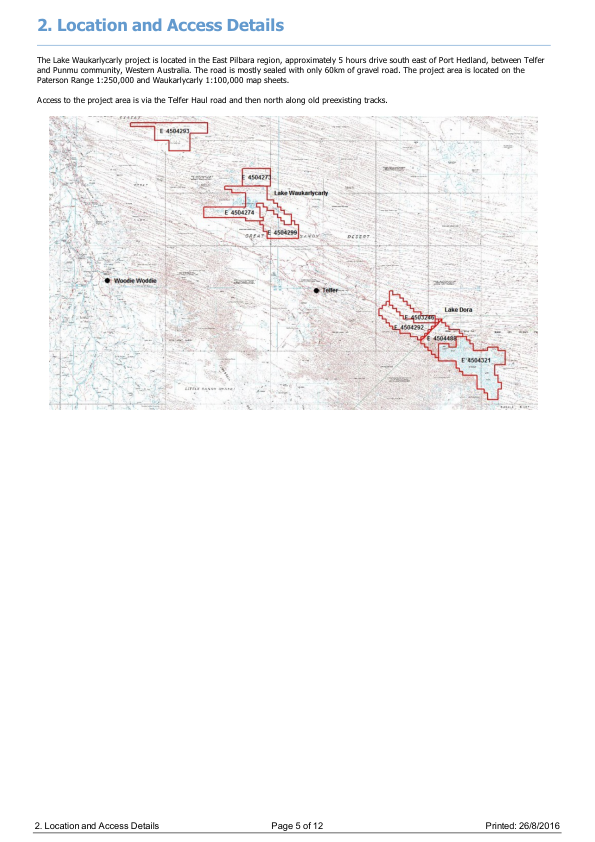 2. Location and Access Details
The Lake Waukarlycarly project is located in the East Pilbara region, approximately 5 hours drive south east of Port Hedland, between Telfer
and Punmu community, Western Australia. The road is mostly sealed with only 60km of gravel road. The project area is located on the
Paterson Range 1:250,000 and Waukarlycarly 1:100,000 map sheets.
Access to the project area is via the Telfer Haul road and then north along old preexisting tracks.
E 4504293
E 4504273
Lake Waukarlycarly
E 4504274
E 4504299
GREAT SANDY DESERT
Woodie Woddie
Telfer
Lake Dora
E 4504292
E 4504488
E 4504321
2. Location and Access Details
Page 5 of 12
Printed: 26/8/2016